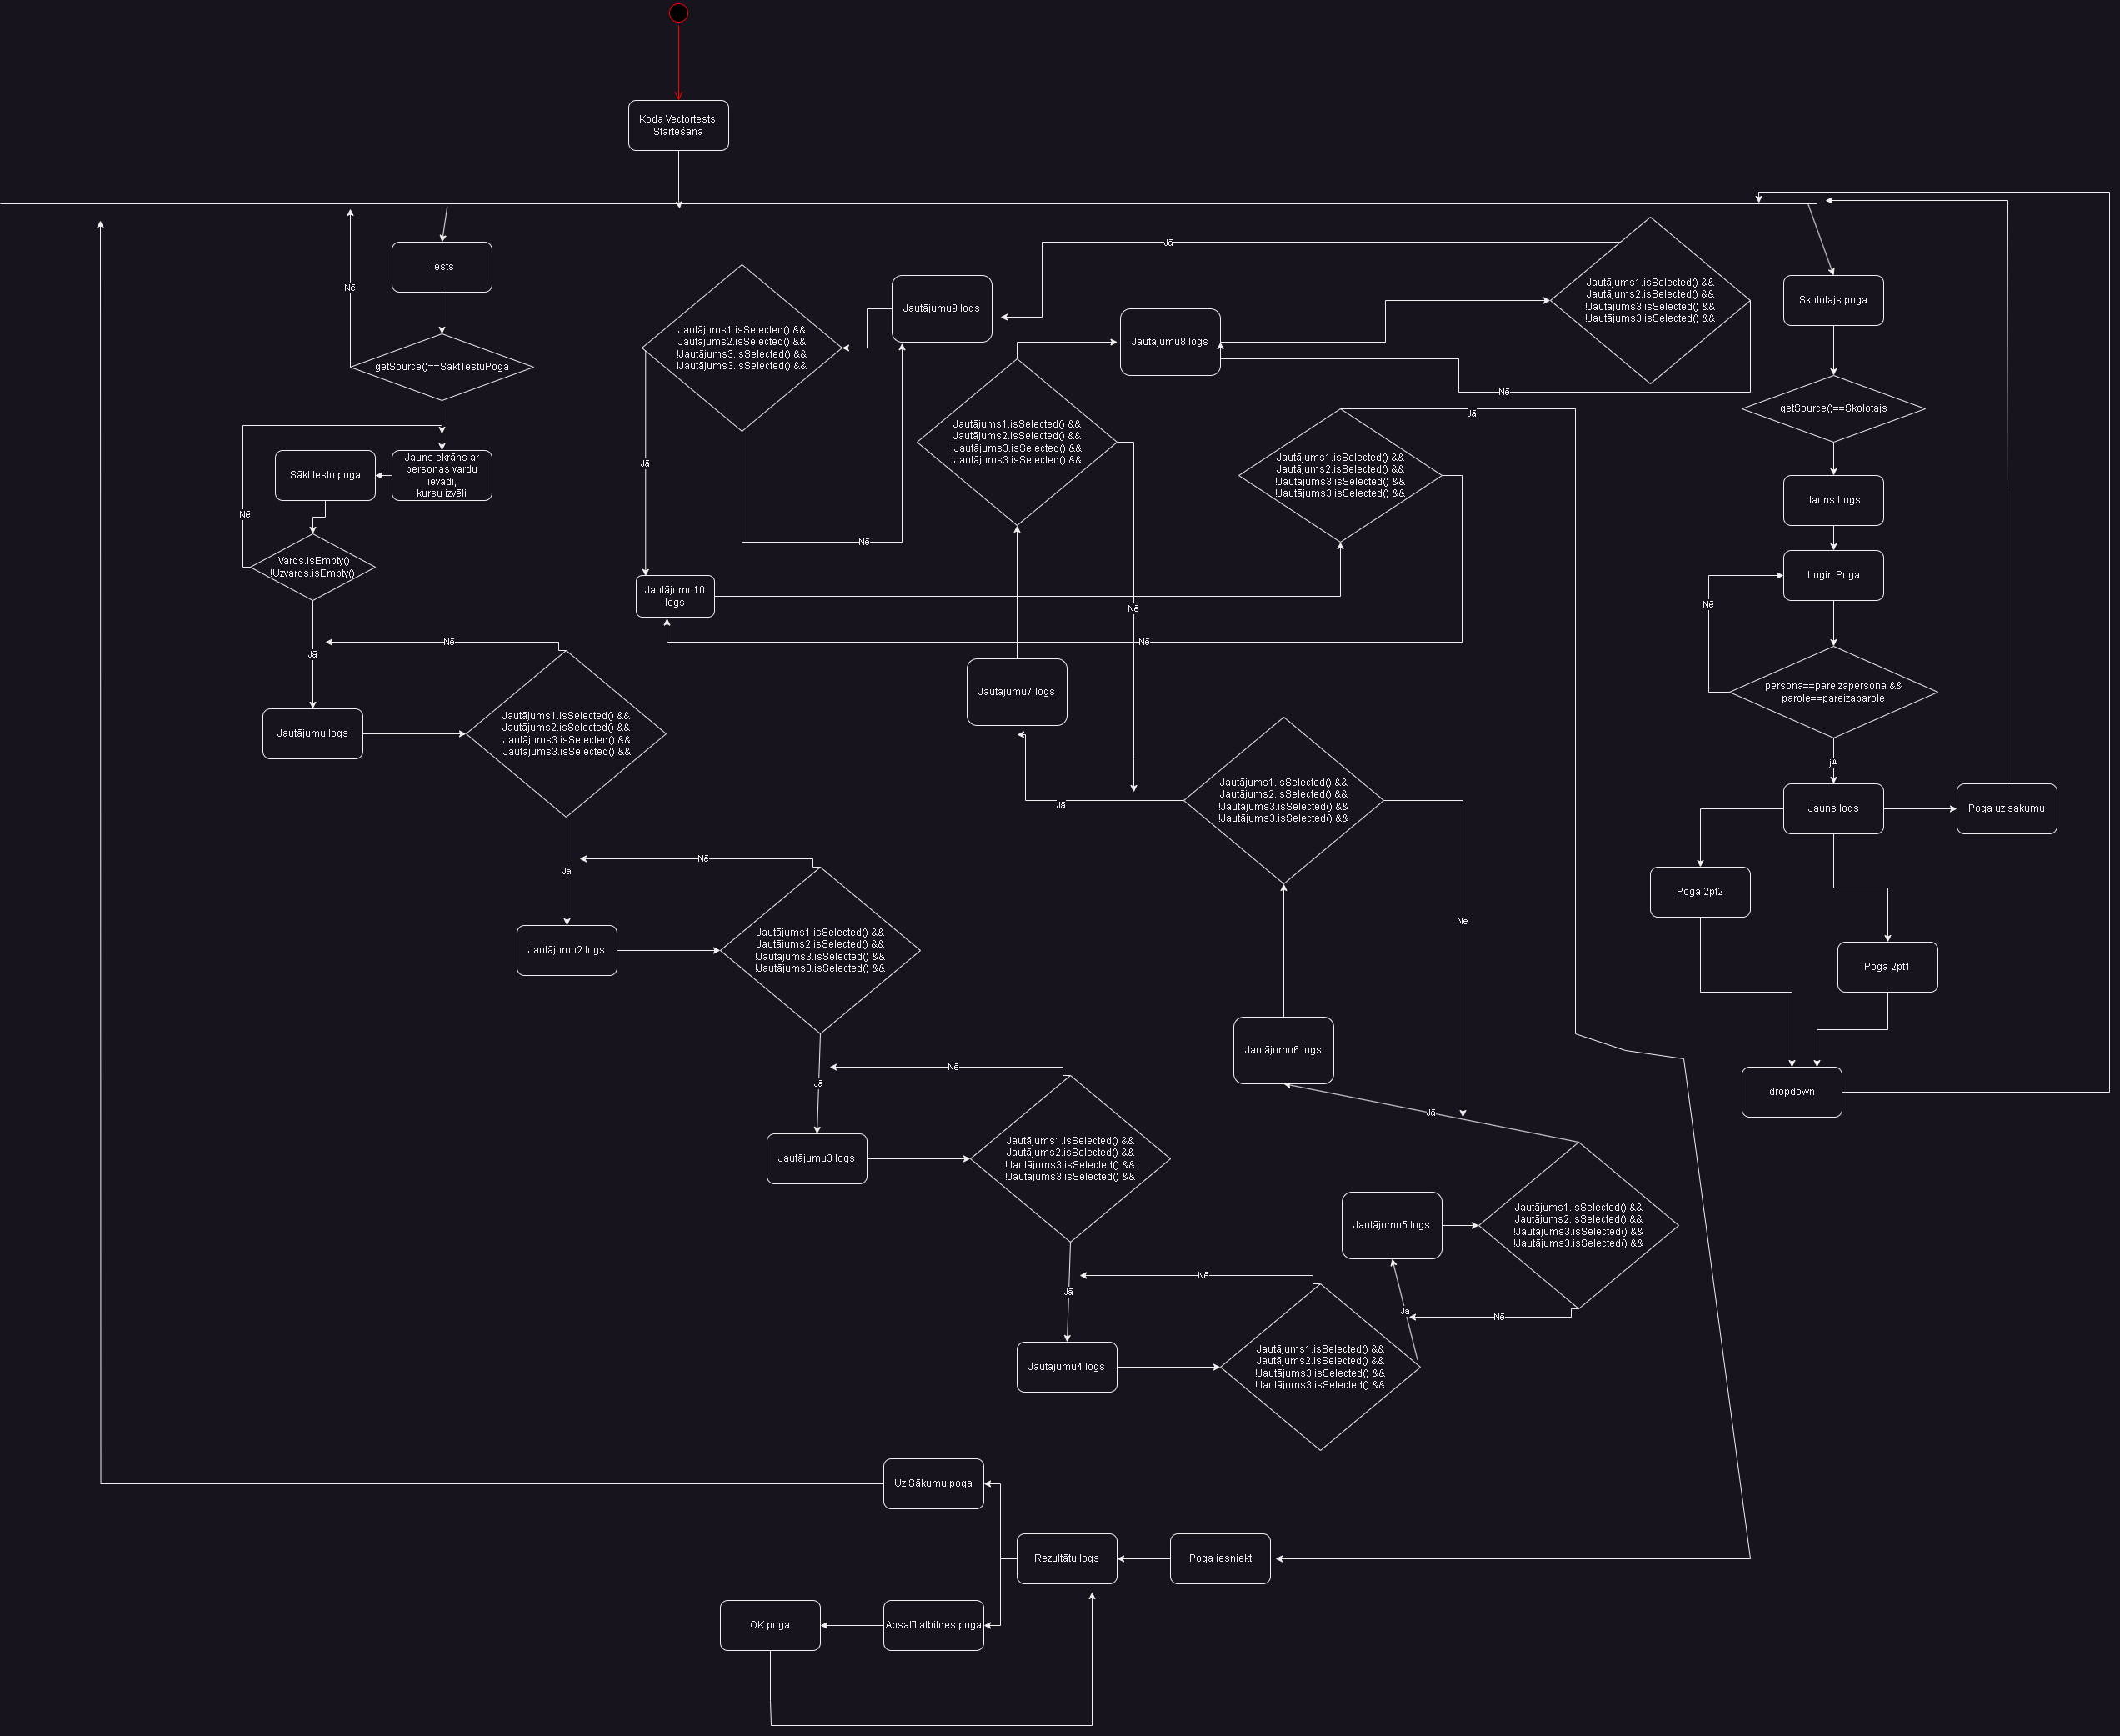 Koda Vectortests
Startēšana
Tests
Nē
getSource()==SaktTestuPoga
Jauns ekrāns ar
personas vardu
ievadi,
kursu izvēli
Sākt testu poga
Nē
!Vards.isEmpty()
!Uzvards.isEmpty()
Jā
Jautājumu logs
Nē
Jautājums1.isSelected() &&
Jautājums2.isSelected() &&
!Jautājums3.isSelected() &&
!Jautājums3.isSelected() &&
Jā
Jautājumu2 logs
Nē
Jautājums1.isSelected() &&
Jautājums2.isSelected() &&
!Jautājums3.isSelected() &&
!Jautājums3.isSelected() &&
Jā
Jautājumu3 logs
Nē
Jautājums1.isSelected() &&
Jautājums2.isSelected() &&
!Jautājums3.isSelected() &&
!Jautājums3.isSelected() &&
Jā
Jautājumu4 logs
Nē
Jautājums1.isSelected() &&
Jautājums2.isSelected() &&
!Jautājums3.isSelected() &&
!Jautājums3.isSelected() &&
Jā
Jautājumu5 logs
Nē
Jautājums1.isSelected() &&
Jautājums2.isSelected() &&
!Jautājums3.isSelected() &&
!Jautājums3.isSelected() &&
Jā
Jautājumu6 logs
Nē
Jautājums1.isSelected() &&
Jautājums2.isSelected() &&
!Jautājums3.isSelected() &&
!Jautājums3.isSelected() &&
Jā
Jautājumu7 logs
Nē
Jautājums1.isSelected() &&
Jautājums2.isSelected() &&
!Jautājums3.isSelected() &&
!Jautājums3.isSelected() &&
Jautājumu8 logs
Nē
Jautājums1.isSelected() &&
Jautājums2.isSelected() &&
!Jautājums3.isSelected() &&
!Jautājums3.isSelected() &&
Jā
Jautājumu9 logs
Nē
Jautājums1.isSelected() &&
Jautājums2.isSelected() &&
!Jautājums3.isSelected() &&
!Jautājums3.isSelected() &&
Jā
Jautājumu10
logs
Nē
Jautājums1.isSelected() &&
Jautājums2.isSelected() &&
!Jautājums3.isSelected() &&
!Jautājums3.isSelected() &&
Jā
Skolotajs poga
getSource()==Skolotajs
Jauns Logs
Login Poga
Nē
persona==pareizapersona &&
parole==pareizaparole
jĀ
Jauns logs
Poga uz sakumu
Poga 2pt2
Poga 2pt1
dropdown
Uz Sākumu poga
Rezultātu logs
Poga iesniekt
OK poga
Apsatīt atbildes poga